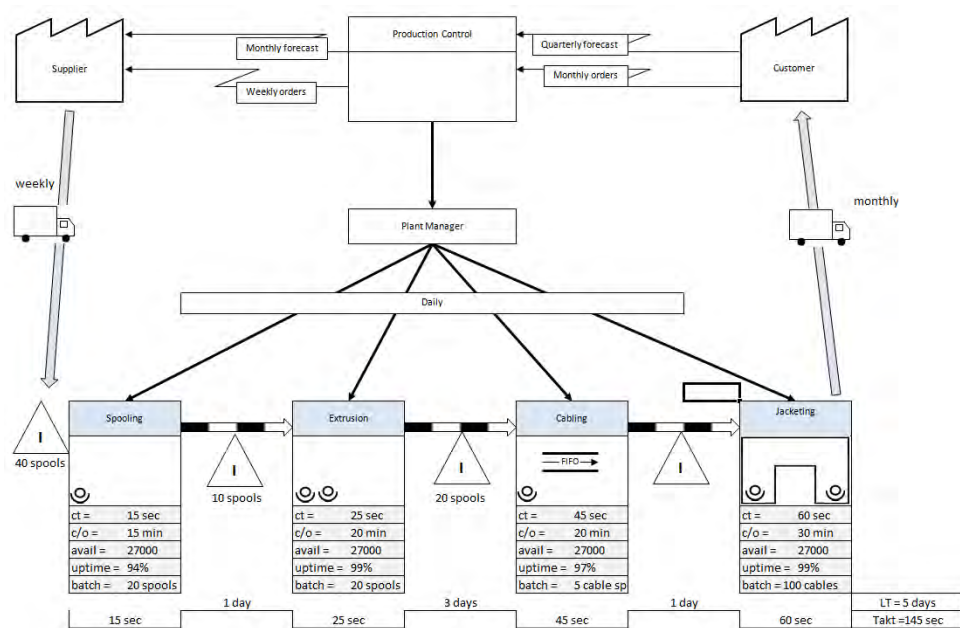 Production Control
Monthly forecast
Quarterly forecast
Supplier
Customer
Monthly orders
Weekly orders
weekly
monthly
Plant Manager
Daily
Spooling
Extrusion
Cabling
Jacketing
I
40 spools
I
10 spools
I
20 spools
FIFO
I
ct = 15 sec
c/o = 15 min
avail = 27000
uptime = 94%
batch = 20 spools
ct = 25 sec
c/o = 20 min
avail = 27000
uptime = 99%
batch = 20 spools
ct = 45 sec
c/o = 20 min
avail = 27000
uptime = 97%
batch = 5 cable sp
ct = 60 sec
c/o = 30 min
avail = 27000
uptime = 99%
batch = 100 cables
1 day
3 days
1 day
LT = 5 days
15 sec
25 sec
45 sec
60 sec
Takt =145 sec